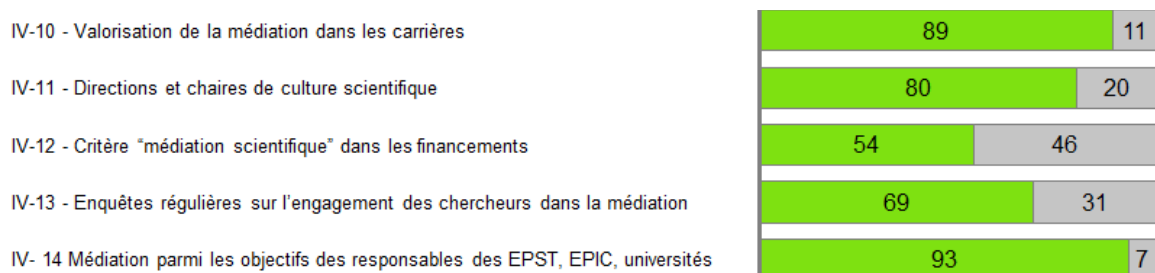 IV-10 - Valorisation de la médiation dans les carrières 89 11
IV-11 - Directions et chaires de culture scientifique 80 20
IV-12 - Critère “médiation scientifique” dans les financements 54 46
IV-13 - Enquêtes régulières sur l’engagement des chercheurs dans la médiation 69 31
IV- 14 Médiation parmi les objectifs des responsables des EPST, EPIC, universités 93 7